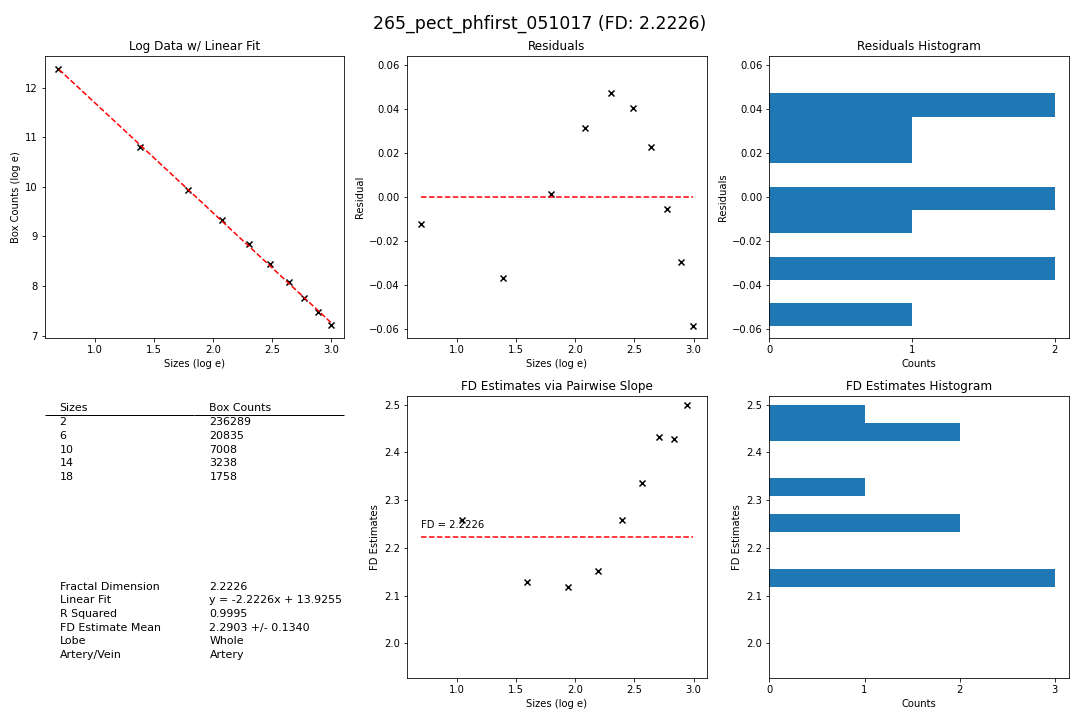 265_pect_phfirst_051017 (FD: 2.2226)
Log Data w/ Linear Fit
Box Counts (log e)
12
11
10
9
8
7
1.0 1.5 2.0 2.5 3.0
Sizes (log e)
Residuals
Residual
0.06
0.04
0.02
0.00
−0.02
−0.04
−0.06
1.0 1.5 2.0 2.5 3.0
Sizes (log e)
Residuals Histogram
Residuals
0.06
0.04
0.02
0.00
−0.02
−0.04
−0.06
0 1 2
Counts
Sizes Box Counts
2 236289
6 20835
10 7008
14 3238
18 1758
Fractal Dimension 2.2226
Linear Fit y = -2.2226x + 13.9255
R Squared 0.9995
FD Estimate Mean 2.2903 +/- 0.1340
Lobe Whole
Artery/Vein Artery
FD Estimates via Pairwise Slope
FD Estimates
2.5
2.4
2.3
2.2
2.1
2.0
FD = 2.2226
1.0 1.5 2.0 2.5 3.0
Sizes (log e)
FD Estimates Histogram
FD Estimates
2.5
2.4
2.3
2.2
2.1
2.0
0 1 2 3
Counts